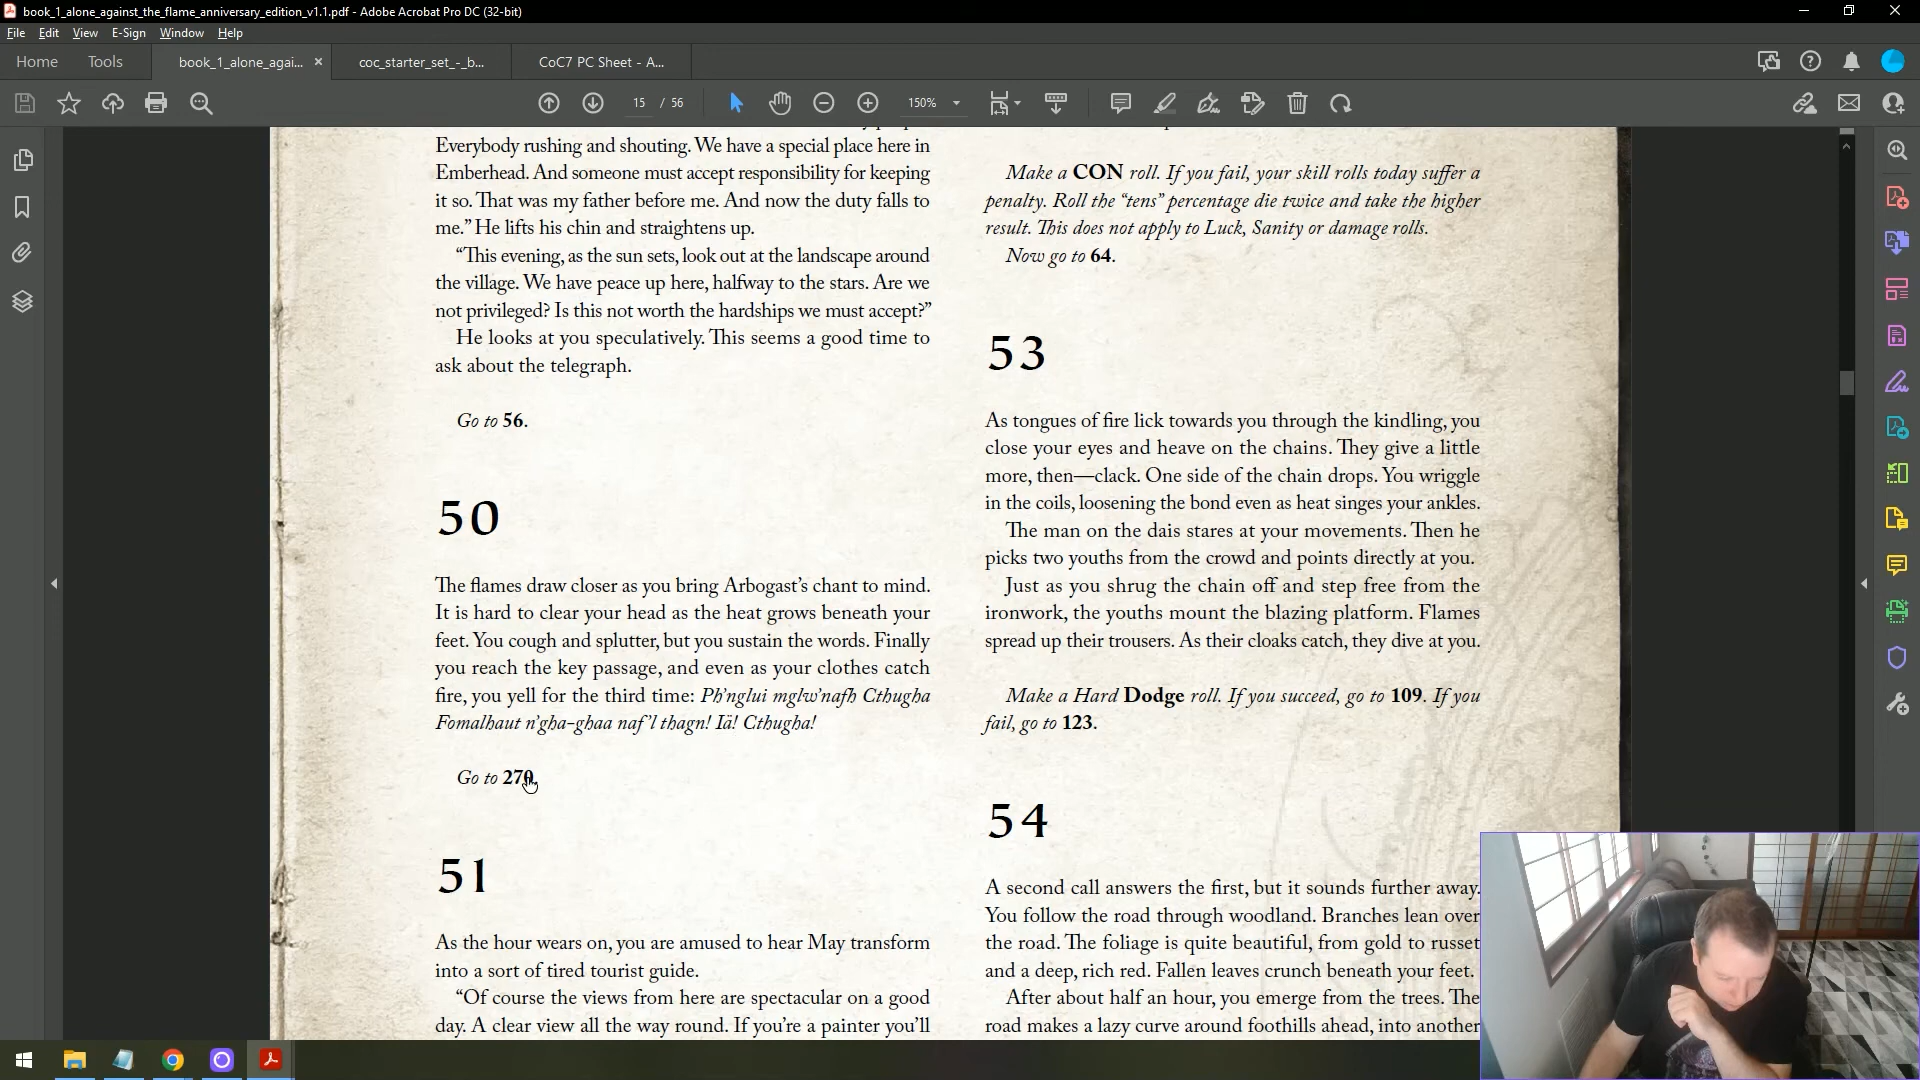 book_1_alone_against_the_flame_anniversary_edition_v1.1.pdf - Adobe Acrobat Pro DC (32-bit)
File Edit View E-Sign Window Help
Home Tools book_1_alone_agai... × coc_starter_set_-_b... CoC7 PC Sheet - A...
15 / 56 150%
Everybody rushing and shouting. We have a special place here in
Emberhead. And someone must accept responsibility for keeping
it so. That was my father before me. And now the duty falls to
me.” He lifts his chin and straightens up.
“This evening, as the sun sets, look out at the landscape around
the village. We have peace up here, halfway to the stars. Are we
not privileged? Is this not worth the hardships we must accept?”
He looks at you speculatively. This seems a good time to
ask about the telegraph.
Go to 56.
50
The flames draw closer as you bring Arbogast’s chant to mind.
It is hard to clear your head as the heat grows beneath your
feet. You cough and splutter, but you sustain the words. Finally
you reach the key passage, and even as your clothes catch
fire, you yell for the third time: Ph’nglui mglw’nafh Cthugha
Fomalhaut n’gha-ghaa naf’l thagn! Iä! Cthugha!
Go to 270.
51
As the hour wears on, you are amused to hear May transform
into a sort of tired tourist guide.
“Of course the views from here are spectacular on a good
day. A clear view all the way round. If you’re a painter you’ll
Make a CON roll. If you fail, your skill rolls today suffer a
penalty. Roll the “tens” percentage die twice and take the higher
result. This does not apply to Luck, Sanity or damage rolls.
Now go to 64.
53
As tongues of fire lick towards you through the kindling, you
close your eyes and heave on the chains. They give a little
more, then—clack. One side of the chain drops. You wriggle
in the coils, loosening the bond even as heat singes your ankles.
The man on the dais stares at your movements. Then he
picks two youths from the crowd and points directly at you.
Just as you shrug the chain off and step free from the
ironwork, the youths mount the blazing platform. Flames
spread up their trousers. As their cloaks catch, they dive at you.
Make a Hard Dodge roll. If you succeed, go to 109. If you
fail, go to 123.
54
A second call answers the first, but it sounds further away.
You follow the road through woodland. Branches lean over
the road. The foliage is quite beautiful, from gold to russet
and a deep, rich red. Fallen leaves crunch beneath your feet.
After about half an hour, you emerge from the trees. The
road makes a lazy curve around foothills ahead, into another